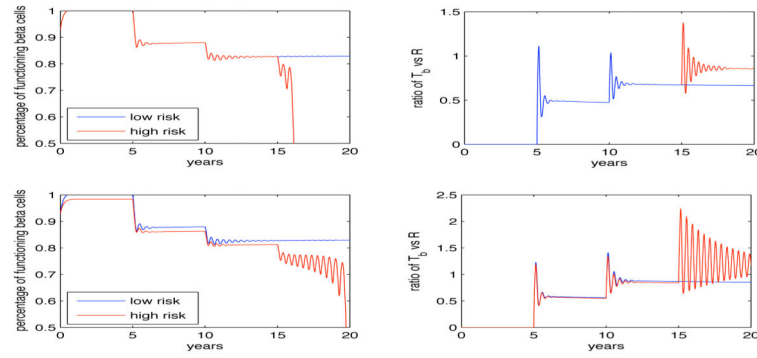 percentage of functioning beta cells
1
0.9
0.8
0.7
0.6
0.5
low risk
high risk
0 5 10 15 20
years
ratio of T_b vs R
1.5
1
0.5
0
0 5 10 15 20
years
percentage of functioning beta cells
1
0.9
0.8
0.7
0.6
0.5
low risk
high risk
0 5 10 15 20
years
ratio of T_b vs R
2.5
2
1.5
1
0.5
0
0 5 10 15 20
years